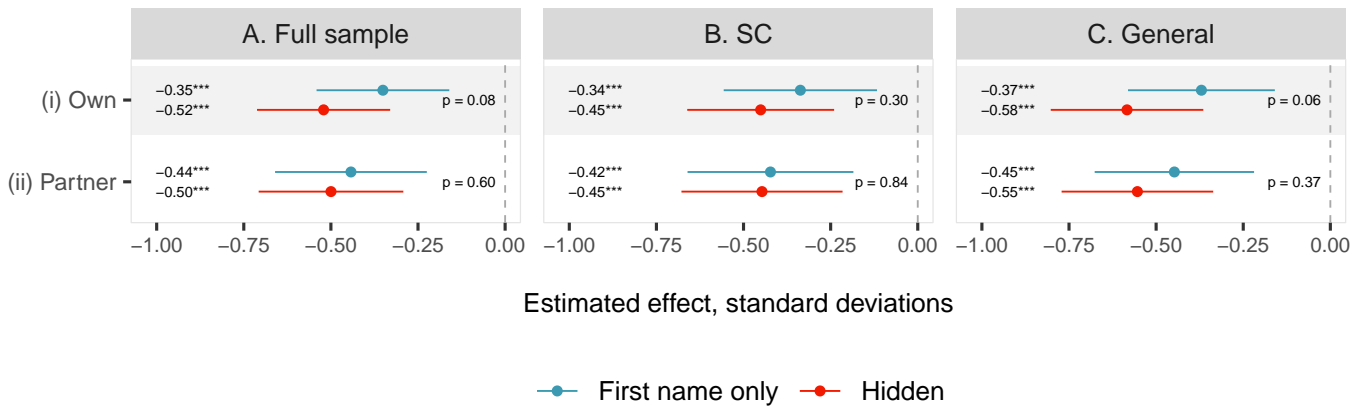 A. Full sample
B. SC
C. General
(i) Own
−0.35***
−0.52***
p = 0.08
−0.34***
−0.45***
p = 0.30
−0.37***
−0.58***
p = 0.06
(ii) Partner
−0.44***
−0.50***
p = 0.60
−0.42***
−0.45***
p = 0.84
−0.45***
−0.55***
p = 0.37
−1.00 −0.75 −0.50 −0.25 0.00
−1.00 −0.75 −0.50 −0.25 0.00
−1.00 −0.75 −0.50 −0.25 0.00
Estimated effect, standard deviations
First name only Hidden